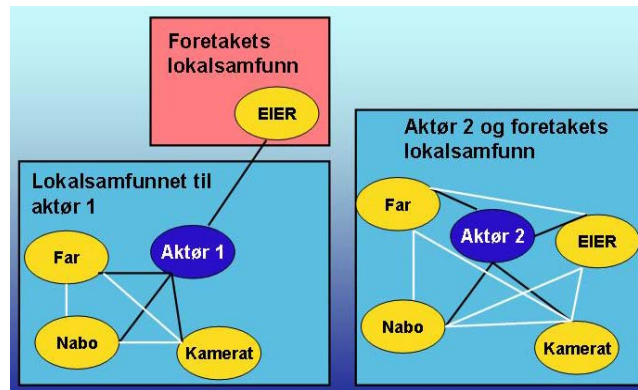 Foretakets
lokalsamfunn
EIER
Lokalsamfunnet til
aktør 1
Aktør 1
Far
Nabo
Kamerat
Aktør 2 og foretakets
lokalsamfunn
Far
Aktør 2
EIER
Nabo
Kamerat